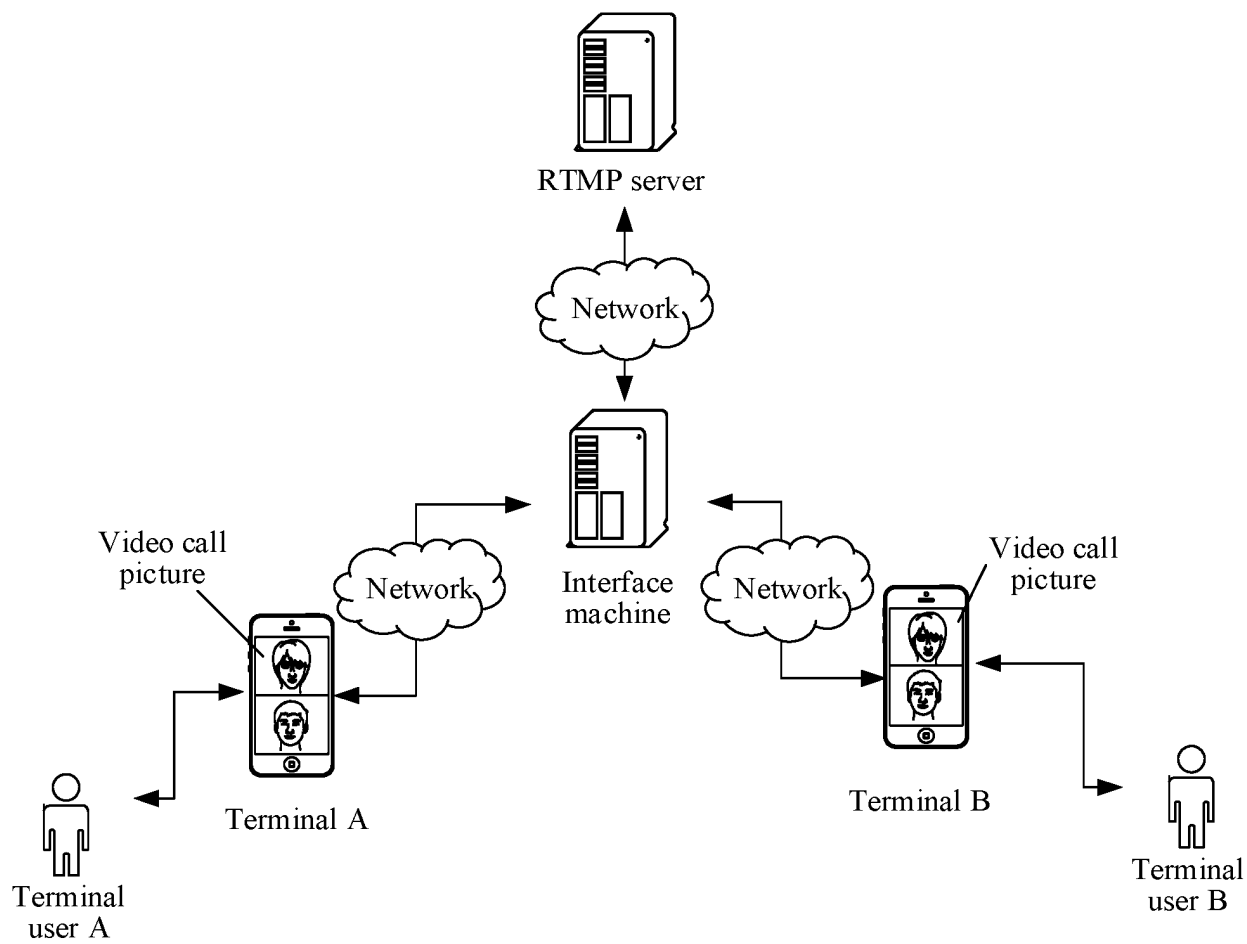 RTMP server
Network
Video call
picture
Network
Interface
machine
Network
Video call
picture
Terminal A
Terminal B
Terminal
user A
Terminal
user B